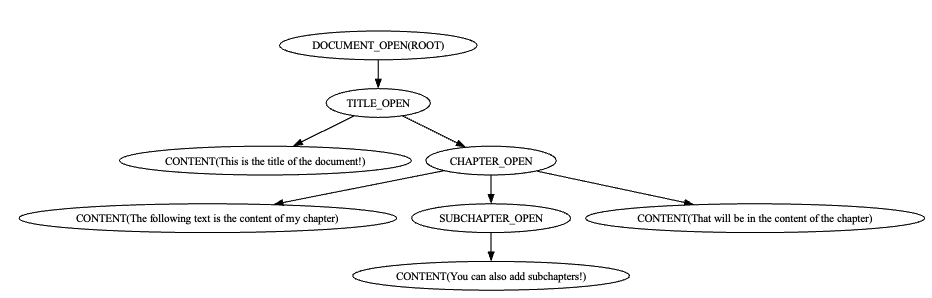 DOCUMENT_OPEN(ROOT)
TITLE_OPEN
CONTENT(This is the title of the document!)
CHAPTER_OPEN
CONTENT(The following text is the content of my chapter)
SUBCHAPTER_OPEN
CONTENT(That will be in the content of the chapter)
CONTENT(You can also add subchapters!)